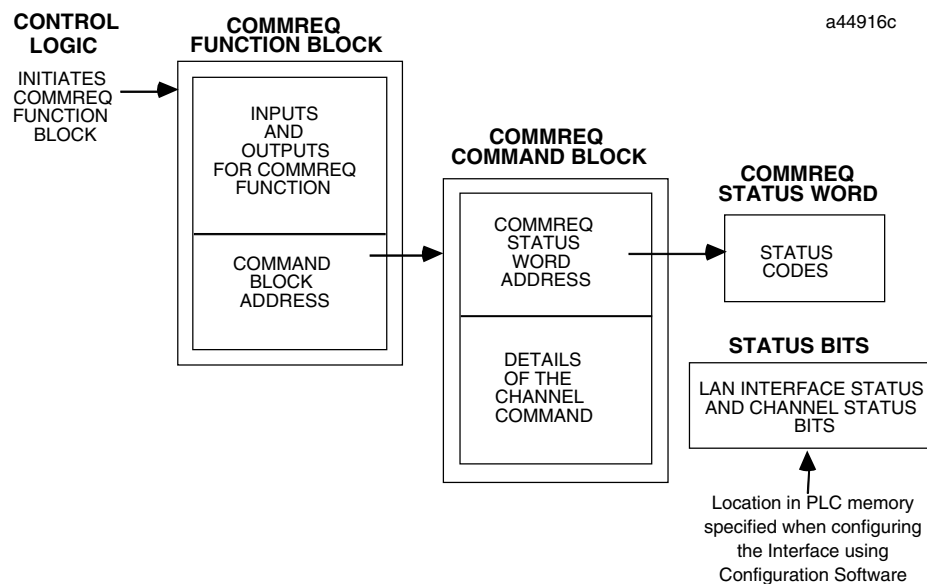 CONTROL
LOGIC
INITIATES
COMMREQ
FUNCTION
BLOCK
COMMREQ
FUNCTION BLOCK
INPUTS
AND
OUTPUTS
FOR COMMREQ
FUNCTION
COMMAND
BLOCK
ADDRESS
COMMREQ
COMMAND BLOCK
COMMREQ
STATUS
WORD
ADDRESS
DETAILS
OF THE
CHANNEL
COMMAND
a44916c
COMMREQ
STATUS WORD
STATUS
CODES
STATUS BITS
LAN INTERFACE STATUS
AND CHANNEL STATUS
BITS
Location in PLC memory
specified when configuring
the Interface using
Configuration Software